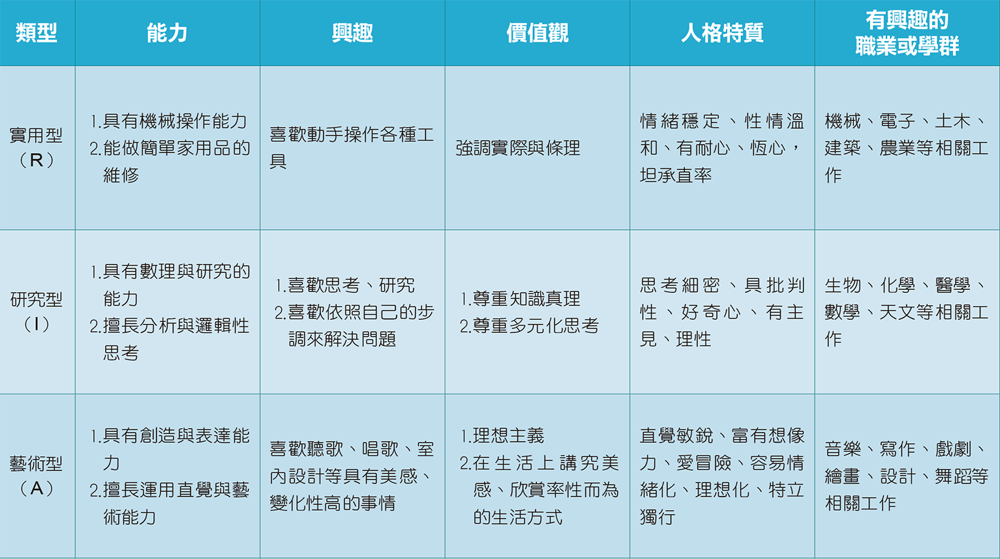 類型
能力
興趣
價值觀
人格特質
有興趣的
職業或學群
實用型
（R）
1.具有機械操作能力
2.能做簡單家用品的
維修
喜歡動手操作各種工
具
強調實際與條理
情緒穩定、性情溫
和、有耐心、恆心，
坦承直率
機械、電子、土木、
建築、農業等相關工
作
研究型
（I）
1.具有數理與研究的
能力
2.擅長分析與邏輯性
思考
1.喜歡思考、研究
2.喜歡依照自己的步
調來解決問題
1.尊重知識真理
2.尊重多元化思考
思考細密、具批判
性、好奇心、有主
見、理性
生物、化學、醫學、
數學、天文等相關工
作
藝術型
（A）
1.具有創造與表達能
力
2.擅長運用直覺與藝
術能力
喜歡聽歌、唱歌、室
內設計等具有美感、
變化性高的事情
1.理想主義
2.在生活上講究美
感、欣賞率性而為
的生活方式
直覺敏銳、富有想像
力、愛冒險、容易情
緒化、理想化、特立
獨行
音樂、寫作、戲劇、
繪畫、設計、舞蹈等
相關工作